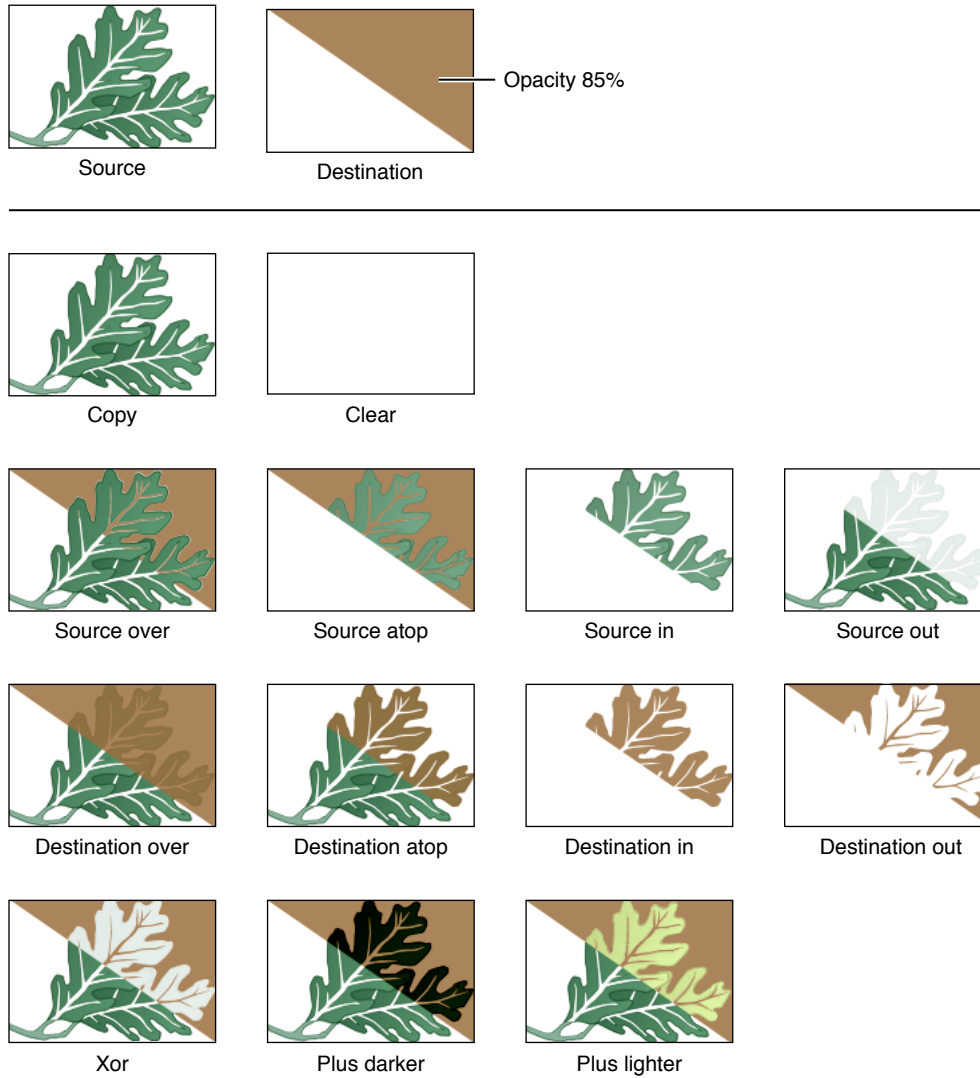 Opacity 85%
Source
Destination
Copy
Clear
Source over
Source atop
Source in
Source out
Destination over
Destination atop
Destination in
Destination out
Xor
Plus darker
Plus lighter